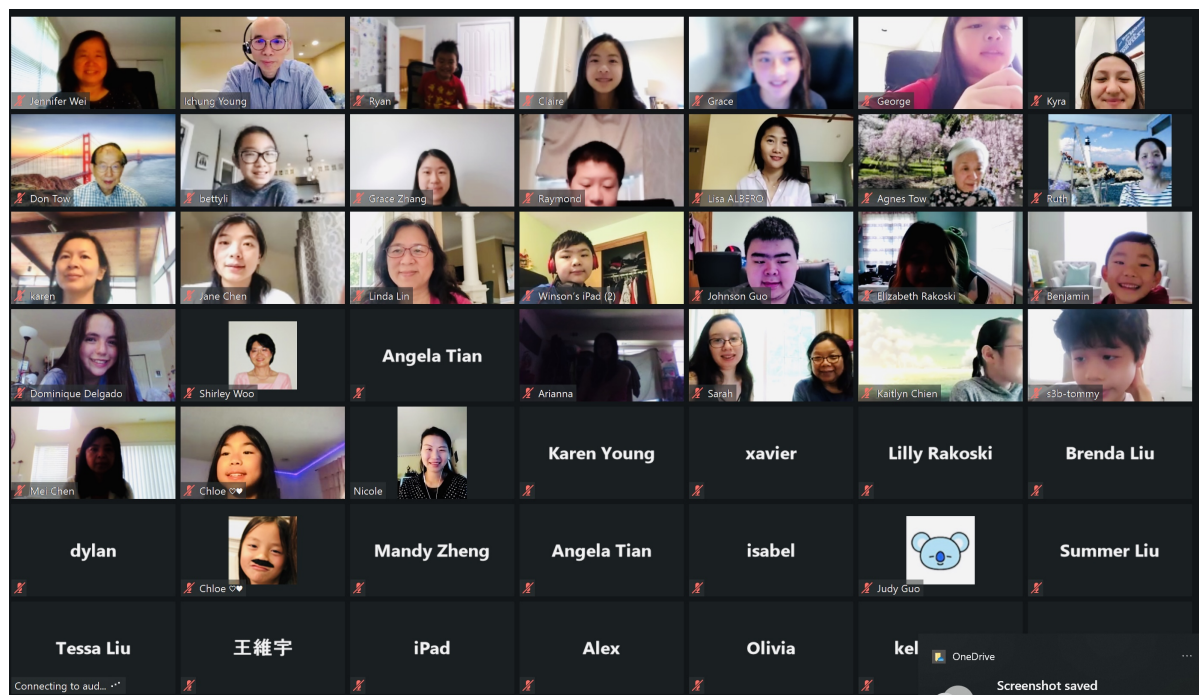 Jennifer Wei
Ichung Young
Ryan
Claire
Grace
George
Kyra
Don Tow
bettyli
Grace Zhang
Raymond
Lisa ALBERO
Agnes Tow
Ruth
karen
Jane Chen
Linda Lin
Winson's iPad (2)
Johnson Guo
Elizabeth Rakoski
Benjamin
Dominique Delgado
Shirley Woo
Angela Tian
Arianna
Sarah
Kaitlyn Chien
s3b-tommy
Mei Chen
Chloe ♡♥
Nicole
Karen Young
xavier
Lilly Rakoski
Brenda Liu
dylan
Chloe ♡♥
Mandy Zheng
Angela Tian
isabel
Judy Guo
Summer Liu
Tessa Liu
Connecting to aud...
王維宇
iPad
Alex
Olivia
kel
OneDrive
...
Screenshot saved